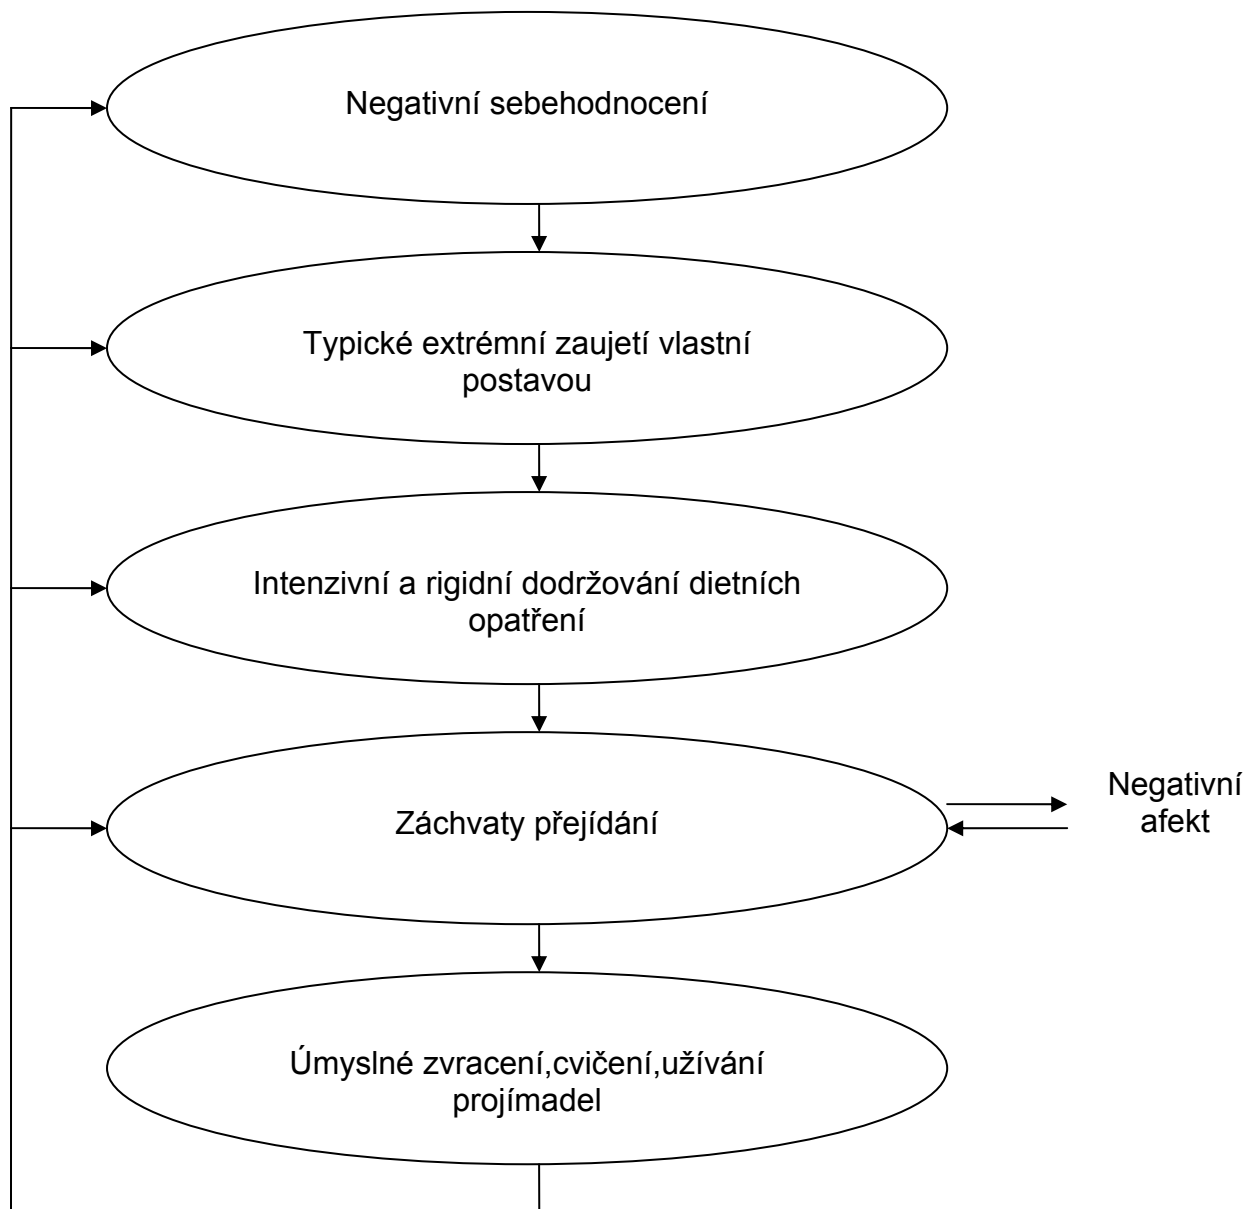 Negativní sebehodnocení
Typické extrémní zaujetí vlastní
postavou
Intenzivní a rigidní dodržování dietních
opatření
Záchvaty přejídání
Negativní
afekt
Úmyslné zvracení,cvičení,užívání
projímadel